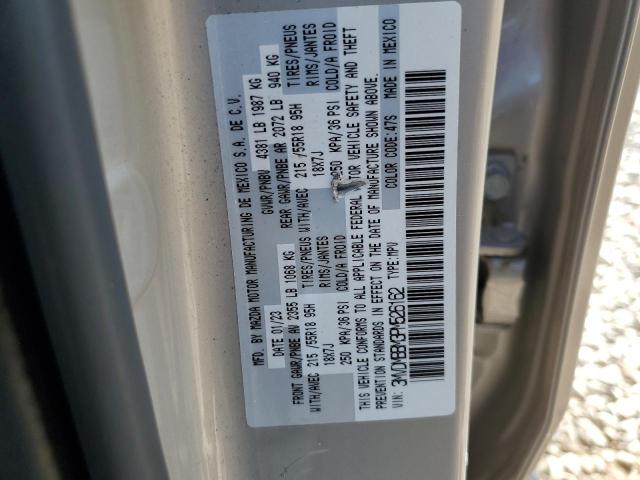 MFD. BY MAZDA MOTOR MANUFACTURING DE MEXICO S.A. DE C.V.
DATE 01/23 GVWR/PNBV 4381 LB 1987 KG
FRONT GAWR/PNBE AV 2355 LB 1068 KG REAR GAWR/PNBE AR 2072 LB 940 KG
WITH/AVEC 215 /55R18 95H TIRES/PNEUS WITH/AVEC 215 /55R18 95H TIRES/PNEUS
18X7J RIMS/JANTES 18X7J RIMS/JANTES
250 KPA/36 PSI COLD/A FROID 250 KPA/36 PSI COLD/A FROID
THIS VEHICLE CONFORMS TO ALL APPLICABLE FEDERAL MOTOR VEHICLE SAFETY AND THEFT
PREVENTION STANDARDS IN EFFECT ON THE DATE OF MANUFACTURE SHOWN ABOVE.
TYPE:MPV COLOR CODE:47S MADE IN MEXICO
VIN: 3MVDMBBM3PM526162